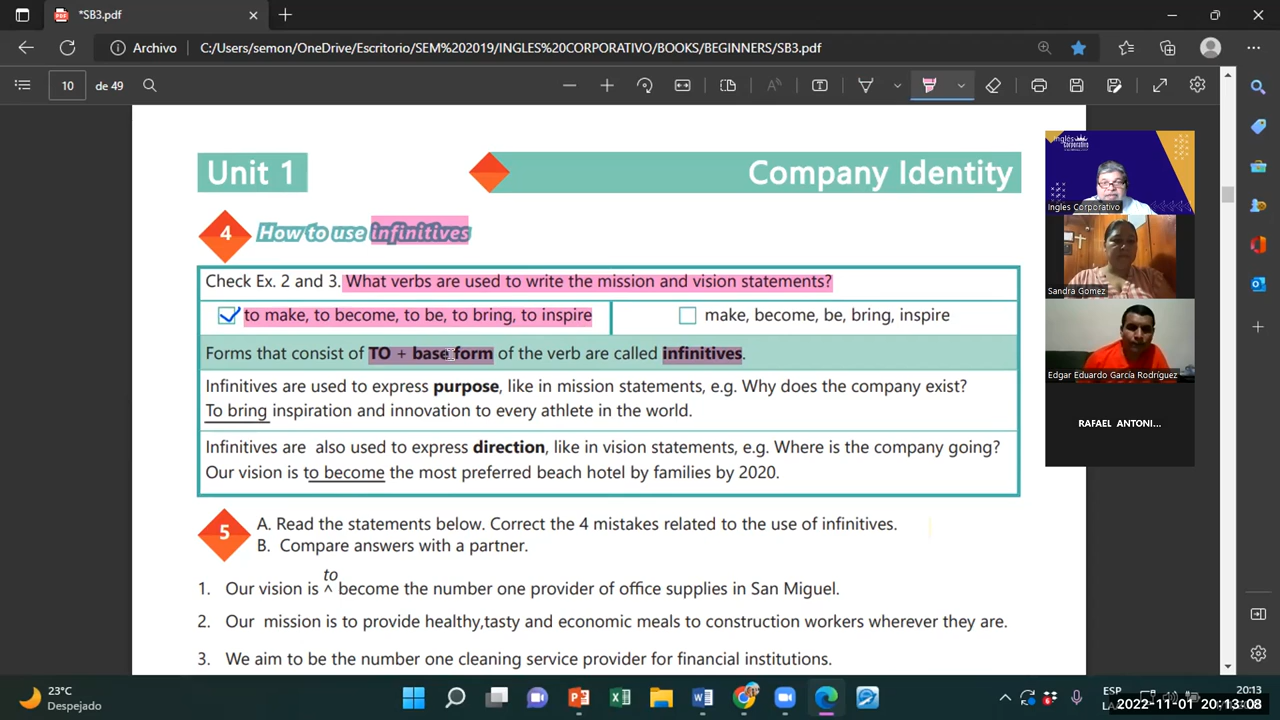 *SB3.pdf
Archivo C:/Users/semon/OneDrive/Escritorio/SEM%202019/INGLES%20CORPORATIVO/BOOKS/BEGINNERS/SB3.pdf
10 de 49
Unit 1 Company Identity
4 How to use infinitives
Check Ex. 2 and 3. What verbs are used to write the mission and vision statements?
to make, to become, to be, to bring, to inspire make, become, be, bring, inspire
Forms that consist of TO + base form of the verb are called infinitives.
Infinitives are used to express purpose, like in mission statements, e.g. Why does the company exist?
To bring inspiration and innovation to every athlete in the world.
Infinitives are also used to express direction, like in vision statements, e.g. Where is the company going?
Our vision is to become the most preferred beach hotel by families by 2020.
5 A. Read the statements below. Correct the 4 mistakes related to the use of infinitives.
B. Compare answers with a partner.
to
1. Our vision is ^ become the number one provider of office supplies in San Miguel.
2. Our mission is to provide healthy,tasty and economic meals to construction workers wherever they are.
3. We aim to be the number one cleaning service provider for financial institutions.
Inglés Corporativo
Ingles Corporativo
Sandra Gomez
Edgar Eduardo García Rodríguez
RAFAEL ANTONI...
23°C
Despejado
ESP
20:13
2022-11-01 20:13:08